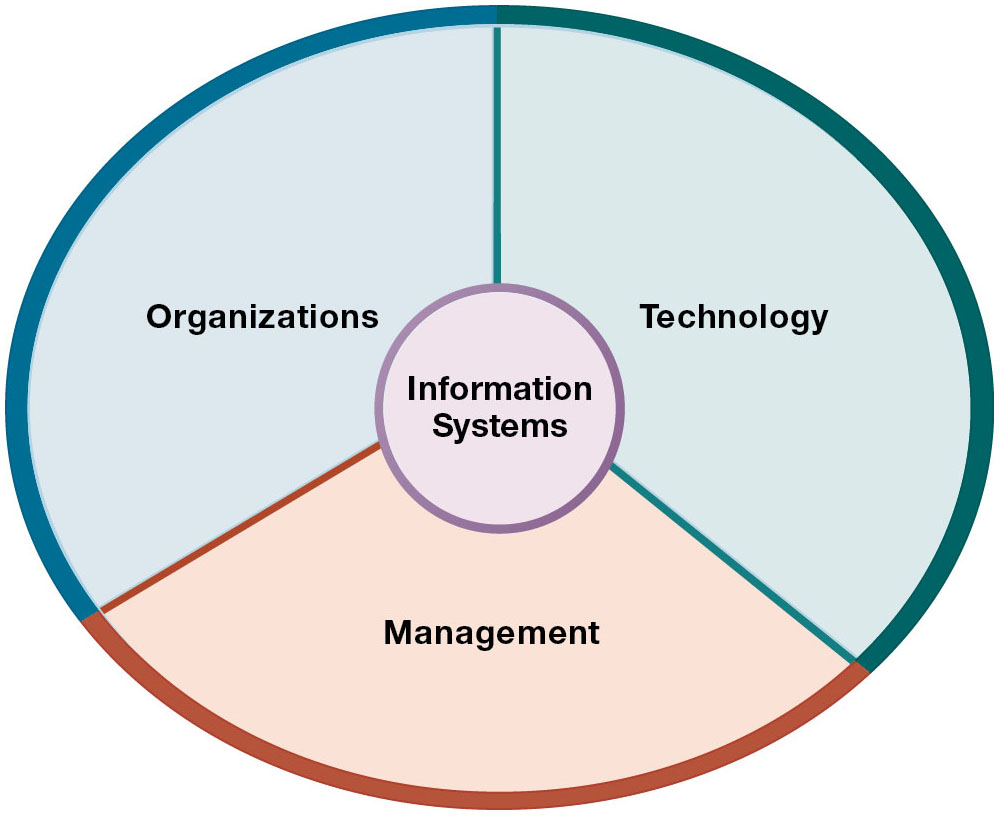 Organizations
Technology
Information
Systems
Management